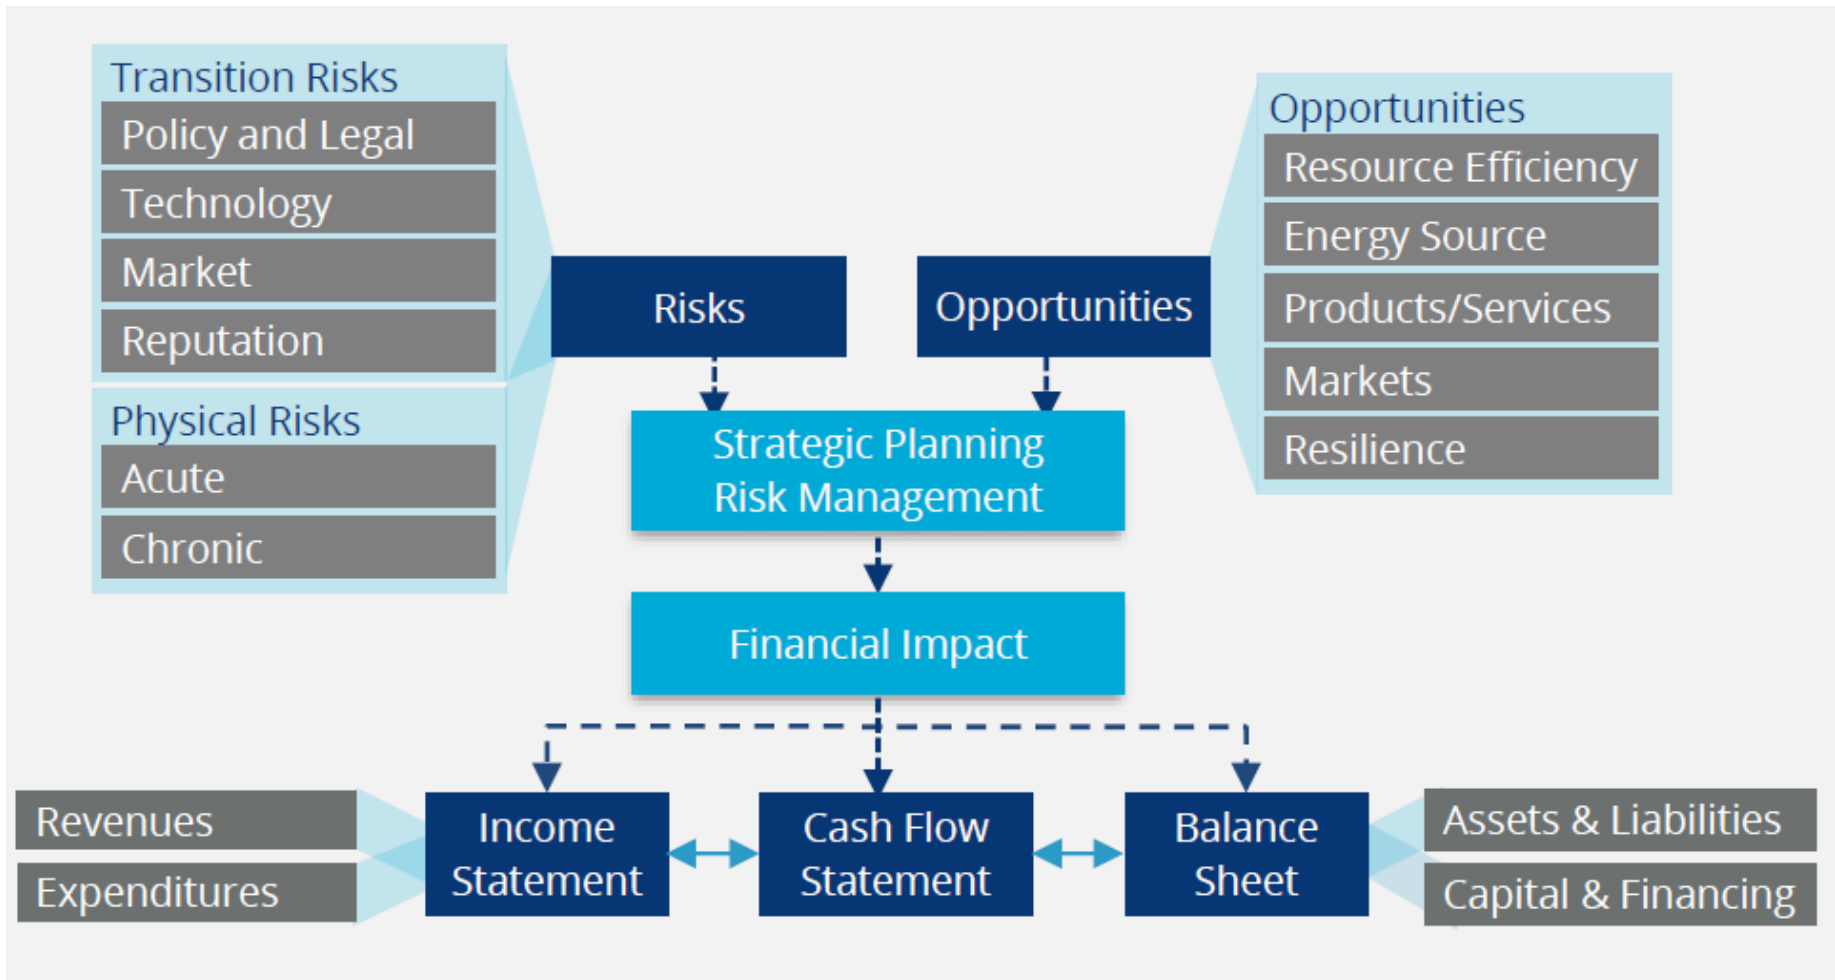 Transition Risks
Policy and Legal
Technology
Market
Reputation
Physical Risks
Acute
Chronic
Risks
Opportunities
Opportunities
Resource Efficiency
Energy Source
Products/Services
Markets
Resilience
Strategic Planning
Risk Management
Financial Impact
Revenues
Expenditures
Income
Statement
Cash Flow
Statement
Balance
Sheet
Assets & Liabilities
Capital & Financing